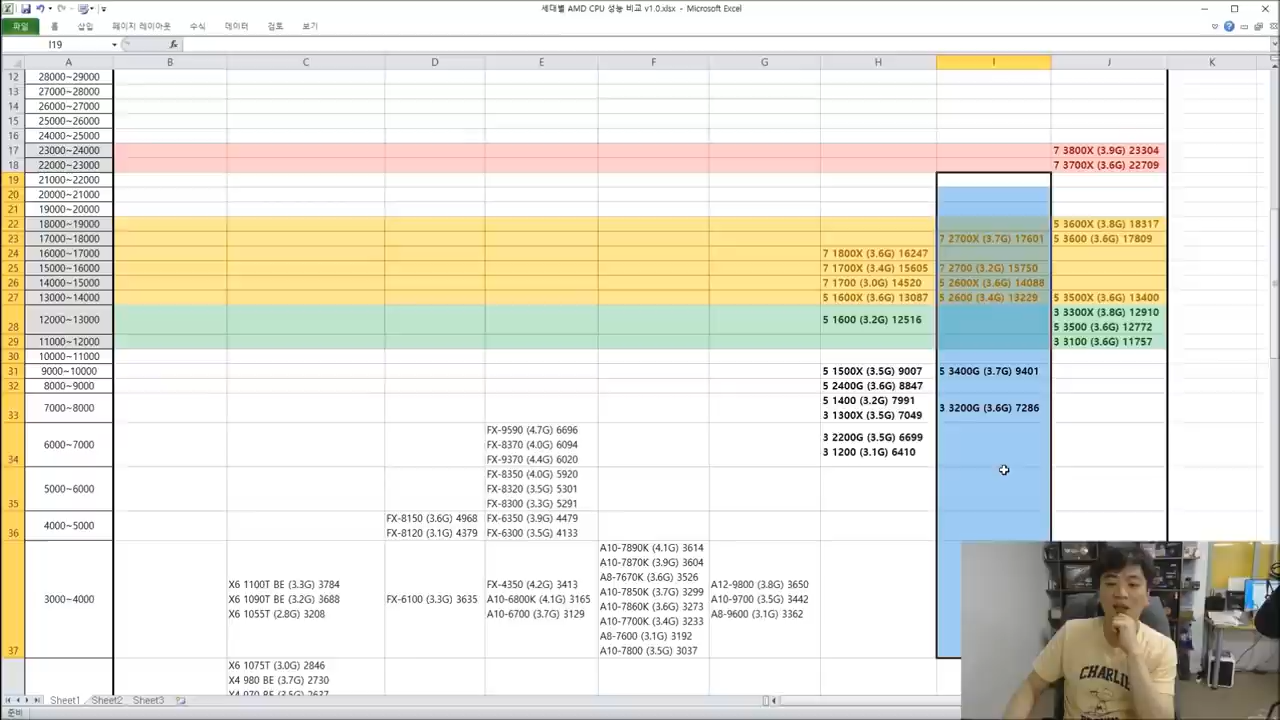 세대별 AMD CPU 성능 비교 v1.0.xlsx - Microsoft Excel
파일 홈 삽입 페이지 레이아웃 수식 데이터 검토 보기
I19 fx
A B C D E F G H I J K
12 28000~29000
13 27000~28000
14 26000~27000
15 25000~26000
16 24000~25000
17 23000~24000 7 3800X (3.9G) 23304
18 22000~23000 7 3700X (3.6G) 22709
19 21000~22000
20 20000~21000
21 19000~20000
22 18000~19000 5 3600X (3.8G) 18317
23 17000~18000 7 2700X (3.7G) 17601 5 3600 (3.6G) 17809
24 16000~17000 7 1800X (3.6G) 16247
25 15000~16000 7 1700X (3.4G) 15605 7 2700 (3.2G) 15750
26 14000~15000 7 1700 (3.0G) 14520 5 2600X (3.6G) 14088
27 13000~14000 5 1600X (3.6G) 13087 5 2600 (3.4G) 13229 5 3500X (3.6G) 13400
3 3300X (3.8G) 12910
28 12000~13000 5 1600 (3.2G) 12516 5 3500 (3.6G) 12772
29 11000~12000 3 3100 (3.6G) 11757
30 10000~11000
31 9000~10000 5 1500X (3.5G) 9007 5 3400G (3.7G) 9401
32 8000~9000 5 2400G (3.6G) 8847
5 1400 (3.2G) 7991
33 7000~8000 3 1300X (3.5G) 7049 3 3200G (3.6G) 7286
FX-9590 (4.7G) 6696
34 6000~7000 FX-8370 (4.0G) 6094 3 2200G (3.5G) 6699
FX-9370 (4.4G) 6020 3 1200 (3.1G) 6410
FX-8350 (4.0G) 5920
35 5000~6000 FX-8320 (3.5G) 5301
FX-8300 (3.3G) 5291
36 4000~5000 FX-8150 (3.6G) 4968 FX-6350 (3.9G) 4479
FX-8120 (3.1G) 4379 FX-6300 (3.5G) 4133
A10-7890K (4.1G) 3614
A10-7870K (3.9G) 3604
A8-7670K (3.6G) 3526
X6 1100T BE (3.3G) 3784 FX-4350 (4.2G) 3413 A10-7850K (3.7G) 3299 A12-9800 (3.8G) 3650
37 3000~4000 X6 1090T BE (3.2G) 3688 FX-6100 (3.3G) 3635 A10-6800K (4.1G) 3165 A10-7860K (3.6G) 3273 A10-9700 (3.5G) 3442
X6 1055T (2.8G) 3208 A10-6700 (3.7G) 3129 A10-7700K (3.4G) 3233 A8-9600 (3.1G) 3362
A8-7600 (3.1G) 3192
A10-7800 (3.5G) 3037
X6 1075T (3.0G) 2846
X4 980 BE (3.7G) 2730
X4 970 BE (3.5G) 2637
Sheet1 Sheet2 Sheet3
준비
CHARLIE